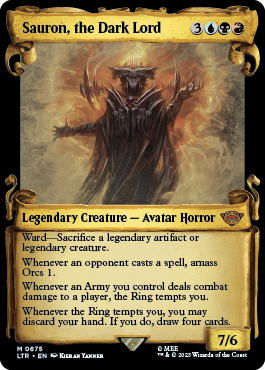 Sauron, the Dark Lord 3
Legendary Creature — Avatar Horror
Ward—Sacrifice a legendary artifact or
legendary creature.
Whenever an opponent casts a spell, amass
Orcs 1.
Whenever an Army you control deals combat
damage to a player, the Ring tempts you.
Whenever the Ring tempts you, you may
discard your hand. If you do, draw four cards.
7/6
M 0675
LTR • EN Kieran Yanner
© MEE
™ & © 2023 Wizards of the Coast